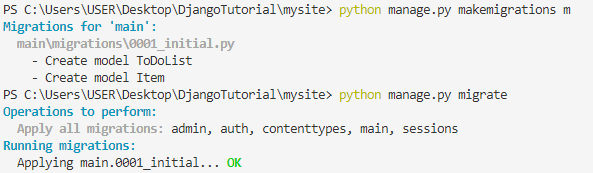 PS C:\Users\USER\Desktop\DjangoTutorial\mysite> python manage.py makemigrations m
Migrations for 'main':
  main\migrations\0001_initial.py
    - Create model ToDoList
    - Create model Item
PS C:\Users\USER\Desktop\DjangoTutorial\mysite> python manage.py migrate
Operations to perform:
  Apply all migrations: admin, auth, contenttypes, main, sessions
Running migrations:
  Applying main.0001_initial... OK